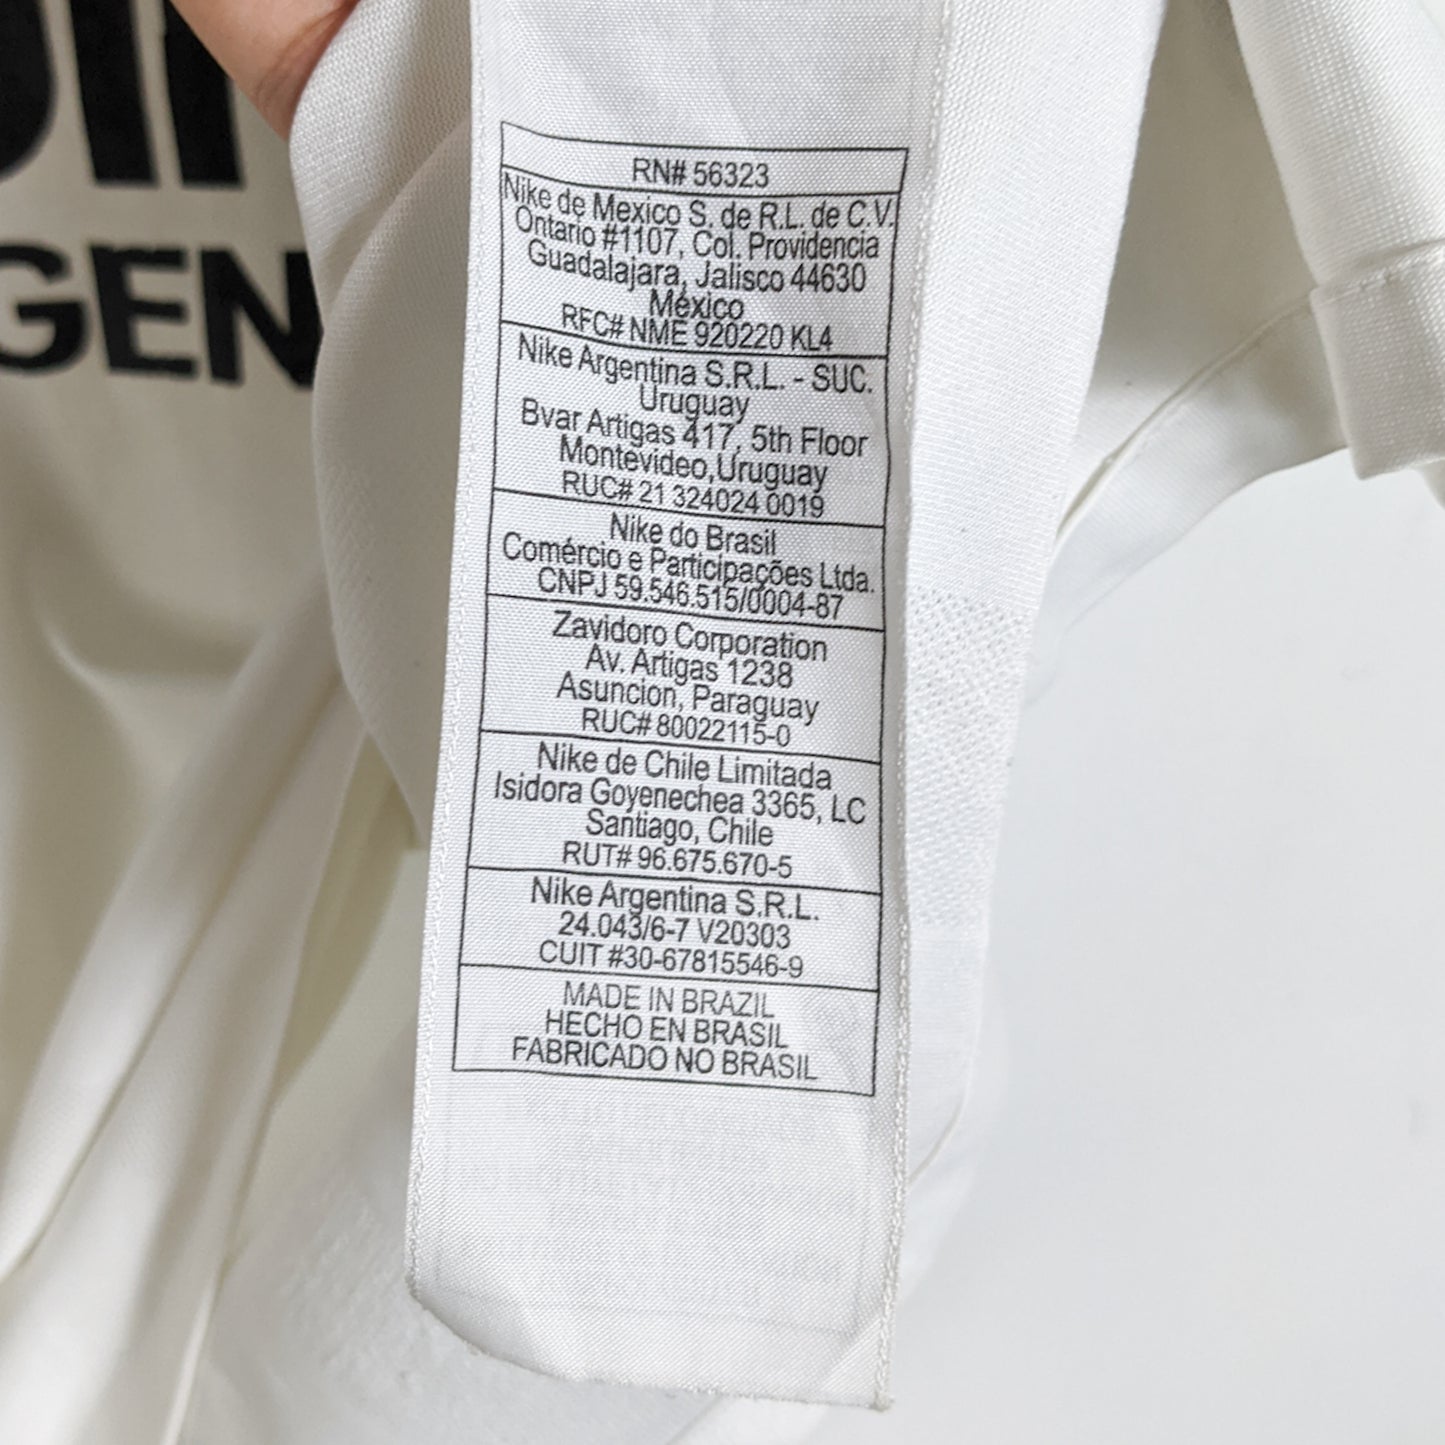 GEN
RN# 56323
Nike de Mexico S. de R.L. de C.V.
Ontario #1107, Col. Providencia
Guadalajara, Jalisco 44630
México
RFC# NME 920220 KL4
Nike Argentina S.R.L. - SUC.
Uruguay
Bvar Artigas 417, 5th Floor
Montevideo,Uruguay
RUC# 21 324024 0019
Nike do Brasil
Comércio e Participações Ltda.
CNPJ 59.546.515/0004-87
Zavidoro Corporation
Av. Artigas 1238
Asuncion, Paraguay
RUC# 80022115-0
Nike de Chile Limitada
Isidora Goyenechea 3365, LC
Santiago, Chile
RUT# 96.675.670-5
Nike Argentina S.R.L.
24.043/6-7 V20303
CUIT #30-67815546-9
MADE IN BRAZIL
HECHO EN BRASIL
FABRICADO NO BRASIL